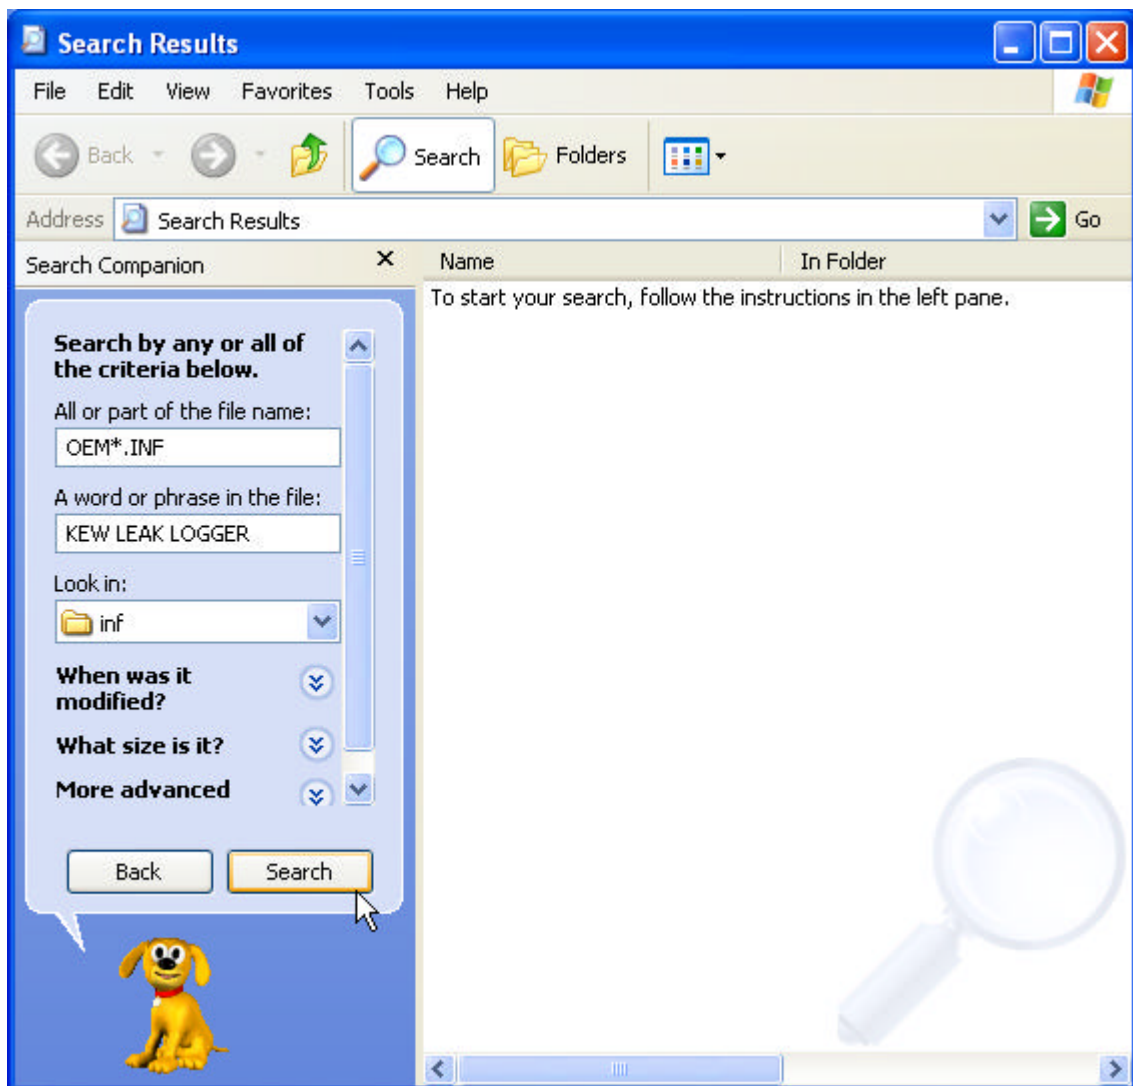 Search Results
File Edit View Favorites Tools Help
Back Search Folders
Address Search Results Go
Search Companion
Name In Folder
To start your search, follow the instructions in the left pane.
Search by any or all of
the criteria below.
All or part of the file name:
OEM*.INF
A word or phrase in the file:
KEW LEAK LOGGER
Look in:
inf
When was it
modified?
What size is it?
More advanced
Back Search